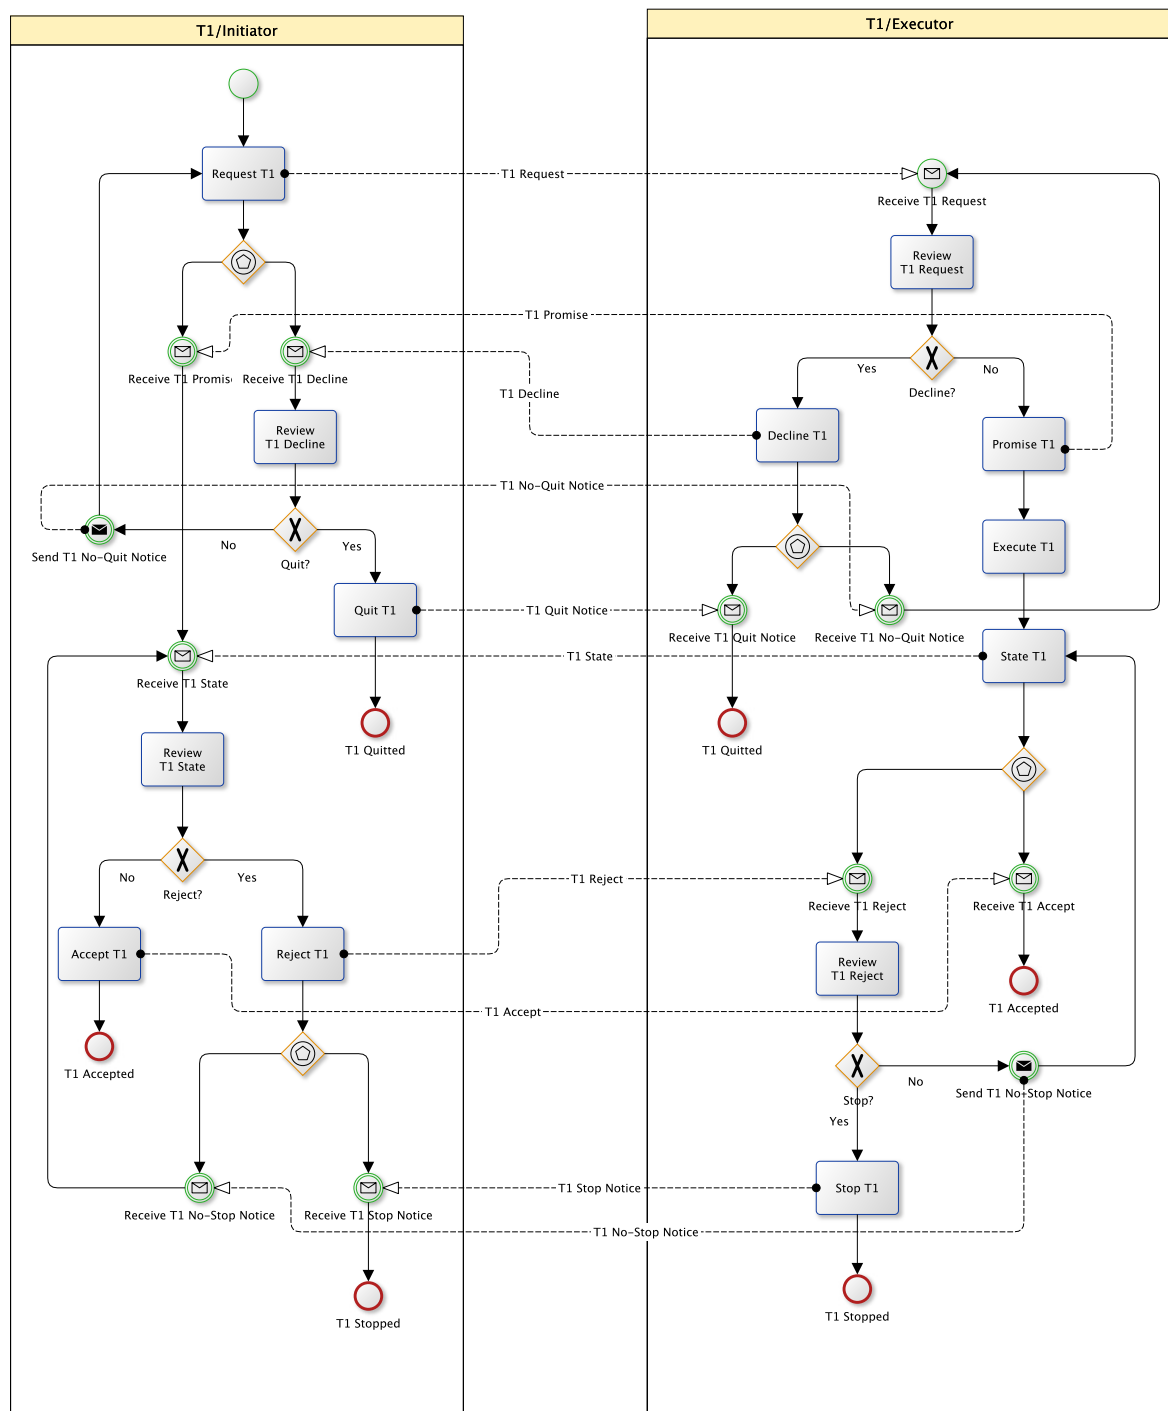 T1/Initiator
T1/Executor
Request T1
T1 Request
Receive T1 Request
Review
T1 Request
T1 Promise
Receive T1 Promis
Receive T1 Decline
T1 Decline
Yes
No
Decline?
Review
T1 Decline
Decline T1
Promise T1
T1 No-Quit Notice
Send T1 No-Quit Notice
No
Yes
Quit?
Execute T1
Quit T1
T1 Quit Notice
Receive T1 Quit Notice
Receive T1 No-Quit Notice
T1 State
State T1
Receive T1 State
T1 Quitted
T1 Quitted
Review
T1 State
No
Yes
Reject?
T1 Reject
Recieve T1 Reject
Receive T1 Accept
Accept T1
Reject T1
Review
T1 Reject
T1 Accept
T1 Accepted
T1 Accepted
No
Stop?
Send T1 No-Stop Notice
Yes
Stop T1
T1 Stop Notice
Receive T1 No-Stop Notice
Receive T1 Stop Notice
T1 No-Stop Notice
T1 Stopped
T1 Stopped